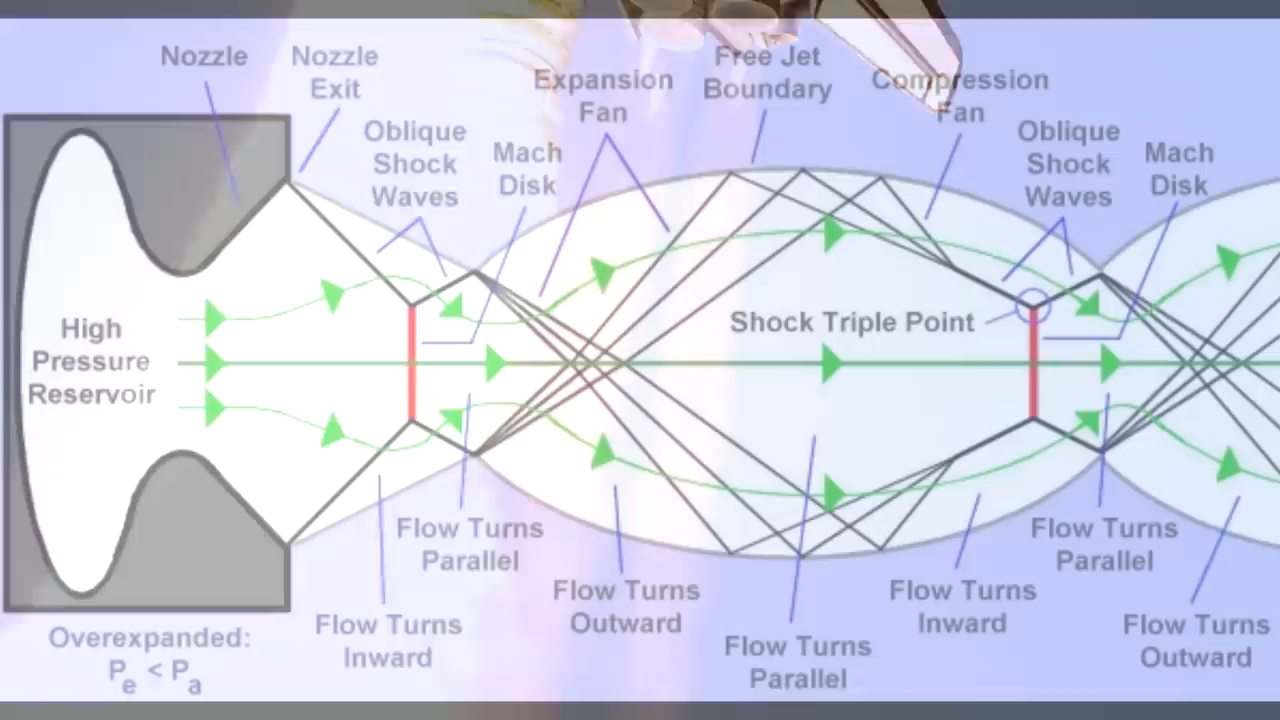 Nozzle
Nozzle
Exit
Oblique
Shock
Waves
Mach
Disk
Expansion
Fan
Free Jet
Boundary
Compression
Fan
Oblique
Shock
Waves
Mach
Disk
High
Pressure
Reservoir
Shock Triple Point
Flow Turns
Parallel
Flow Turns
Inward
Flow Turns
Outward
Flow Turns
Parallel
Flow Turns
Inward
Flow Turns
Parallel
Flow Turns
Outward
Overexpanded:
Pe < Pa